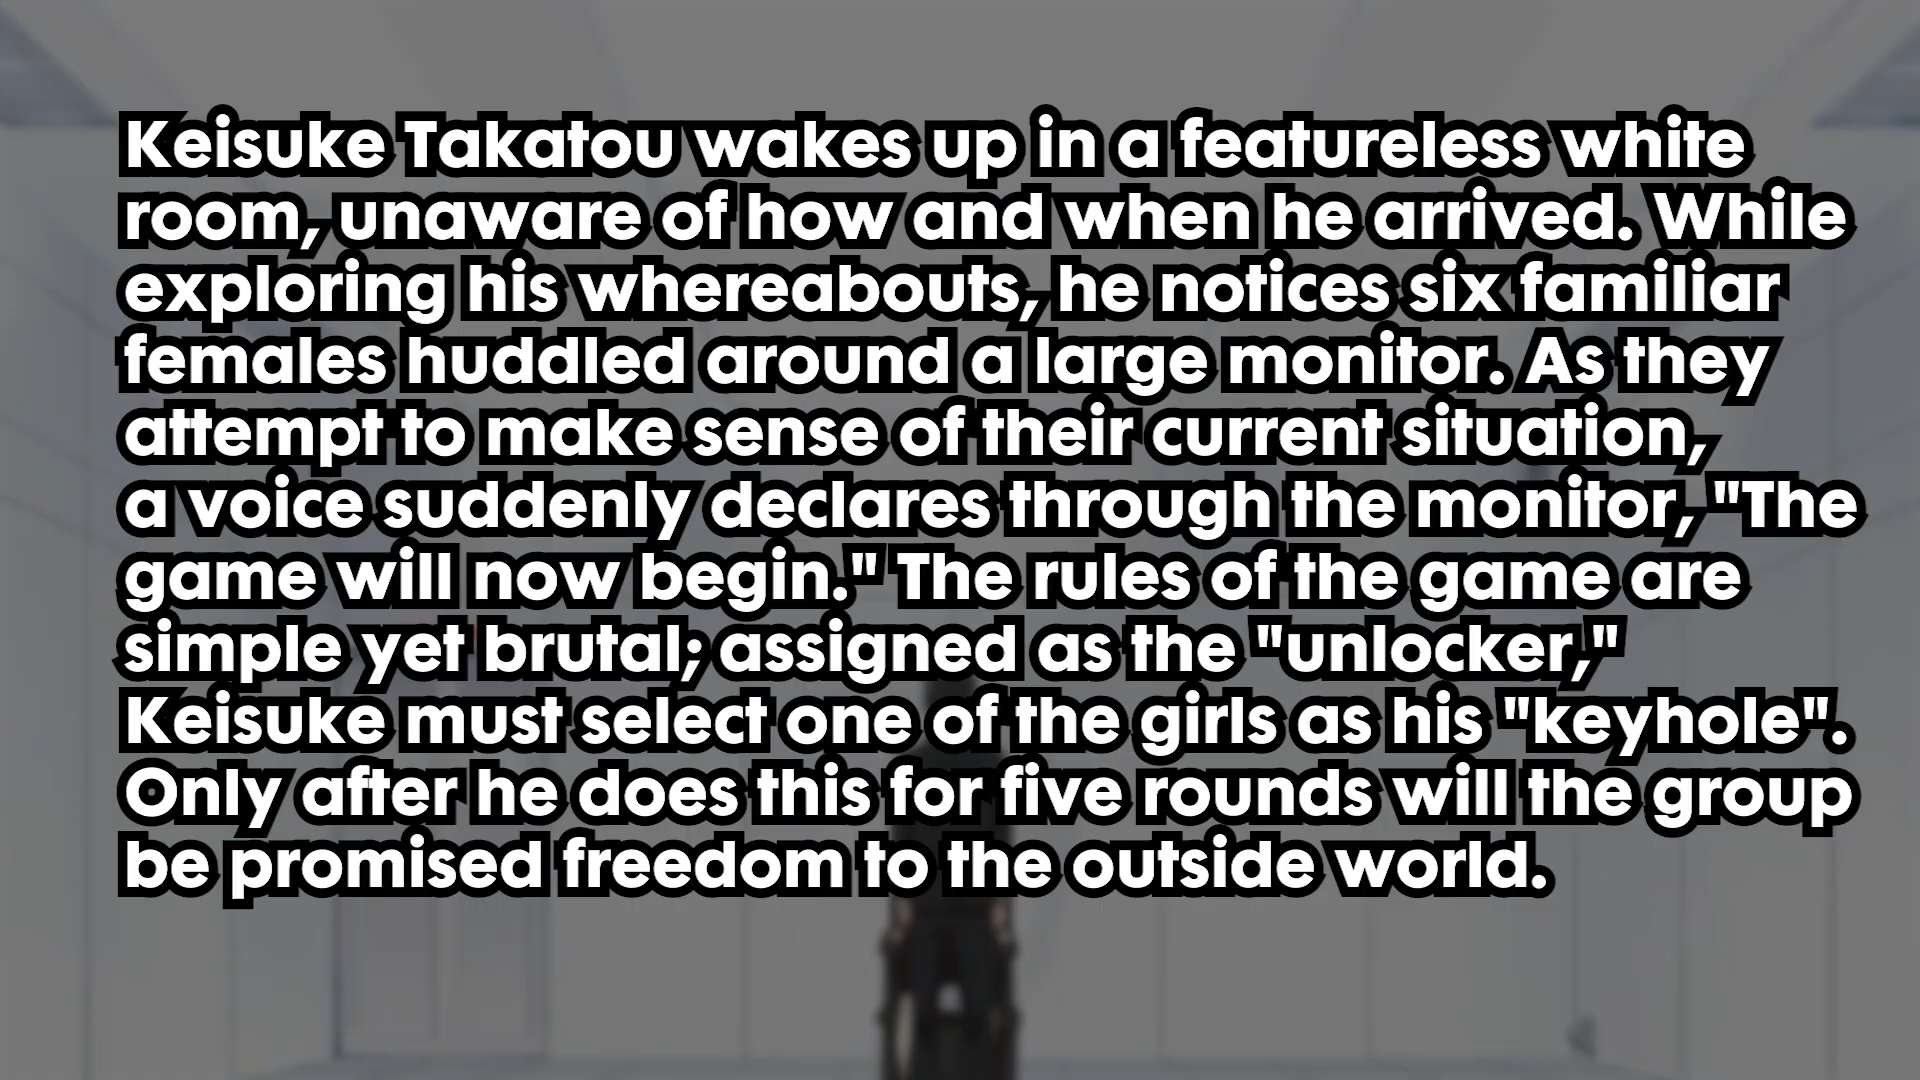 Keisuke Takatou wakes up in a featureless white
room, unaware of how and when he arrived. While
exploring his whereabouts, he notices six familiar
females huddled around a large monitor. As they
attempt to make sense of their current situation,
a voice suddenly declares through the monitor, "The
game will now begin." The rules of the game are
simple yet brutal; assigned as the "unlocker,"
Keisuke must select one of the girls as his "keyhole".
Only after he does this for five rounds will the group
be promised freedom to the outside world.